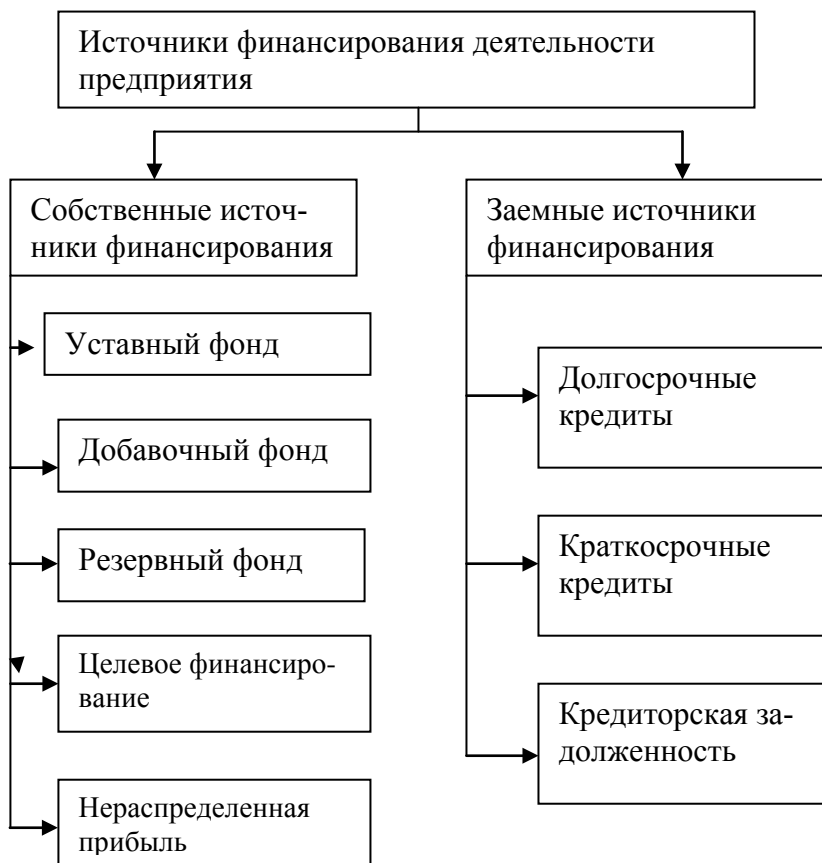 Источники финансирования деятельности
предприятия
Собственные источ-
ники финансирования
Уставный фонд
Добавочный фонд
Резервный фонд
Целевое финансиро-
вание
Нераспределенная
прибыль
Заемные источники
финансирования
Долгосрочные
кредиты
Краткосрочные
кредиты
Кредиторская за-
долженность